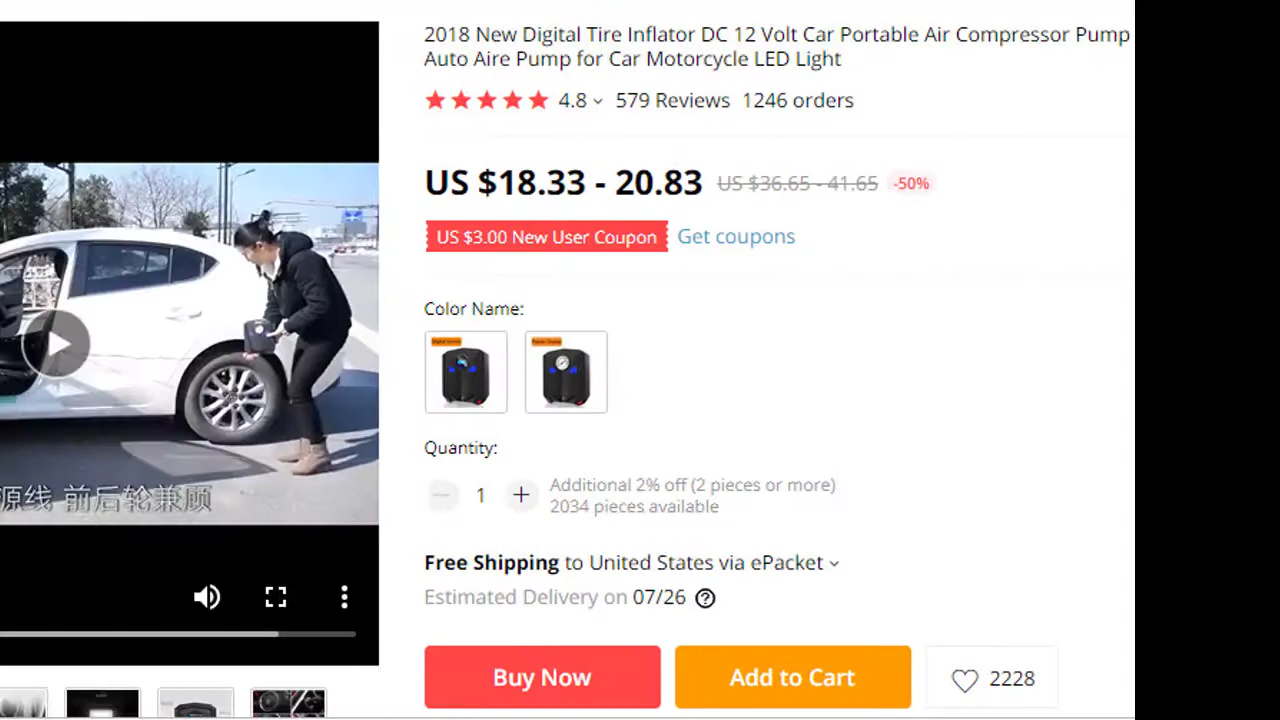 2018 New Digital Tire Inflator DC 12 Volt Car Portable Air Compressor Pump
Auto Aire Pump for Car Motorcycle LED Light
4.8 579 Reviews 1246 orders
US $18.33 - 20.83 US $36.65 - 41.65 -50%
US $3.00 New User Coupon Get coupons
Color Name:
Quantity:
1
Additional 2% off (2 pieces or more)
2034 pieces available
源线 前后轮兼顾
Free Shipping to United States via ePacket
Estimated Delivery on 07/26
Buy Now
Add to Cart
2228